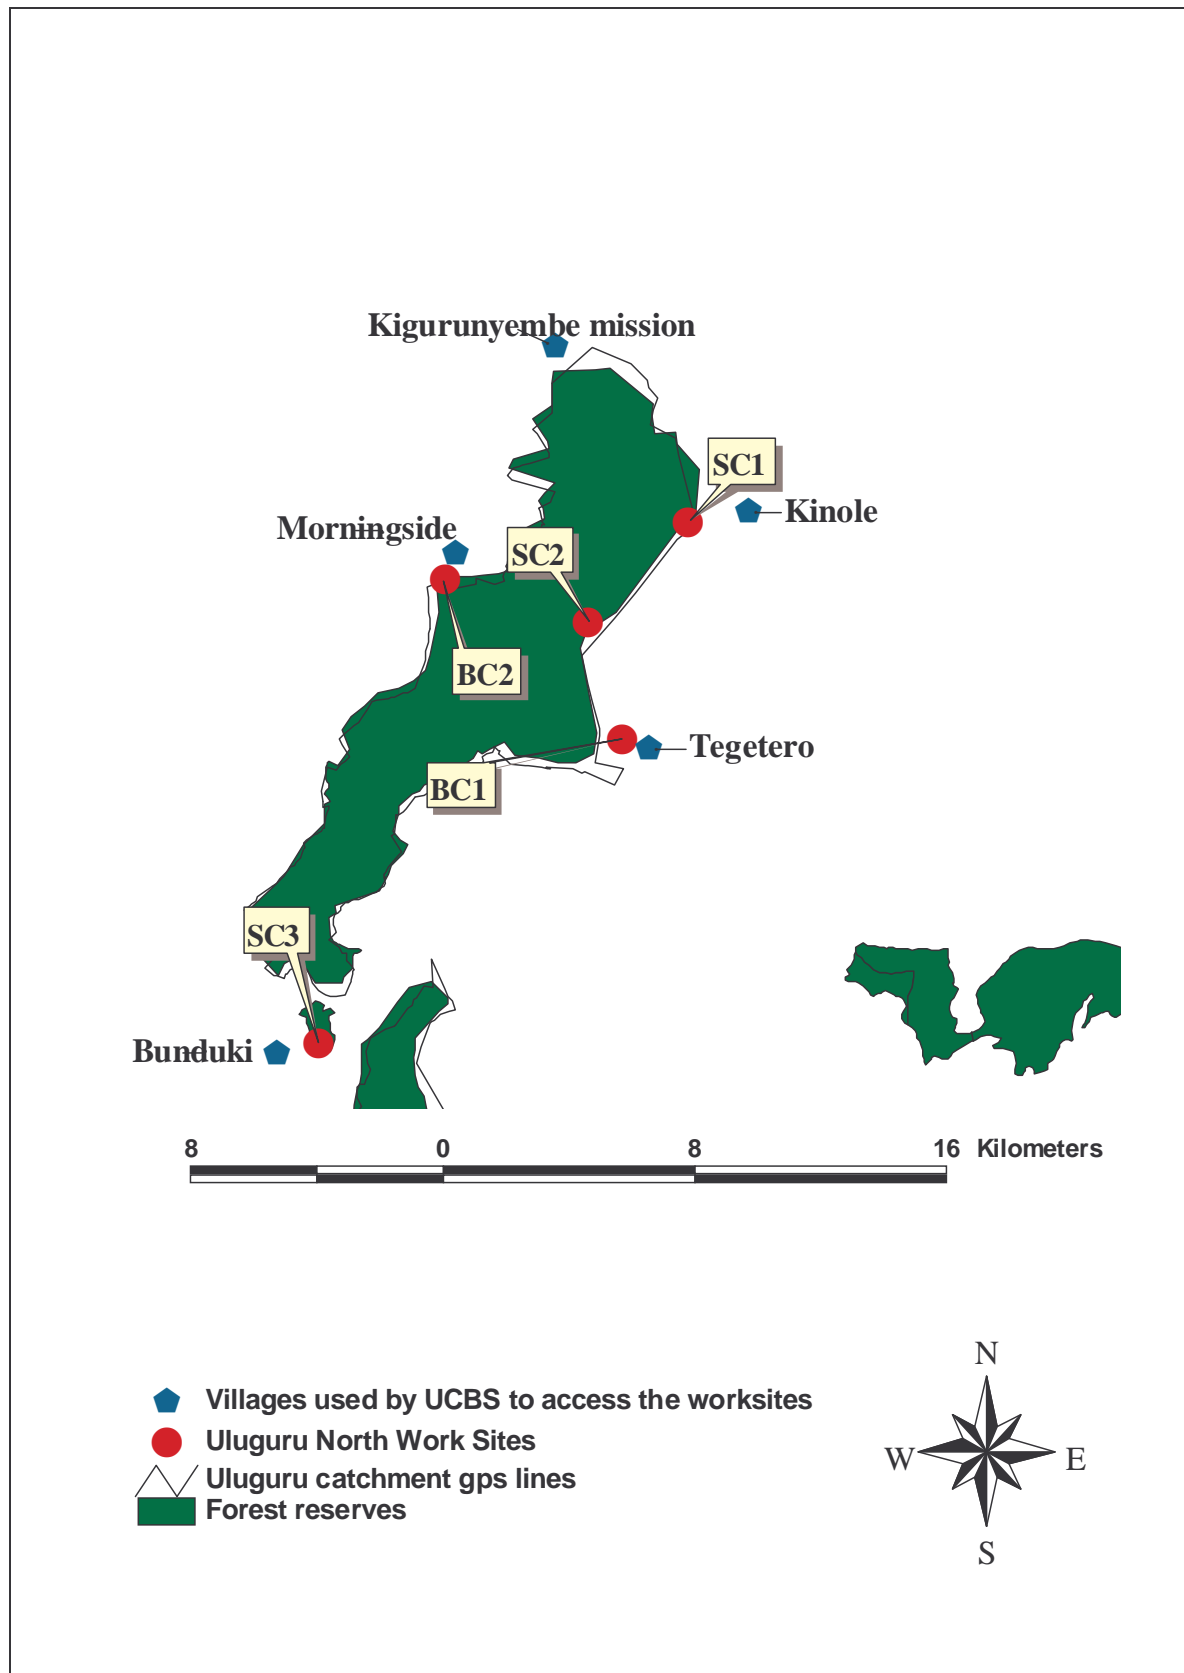 Kigurunyembe mission
SC1
Kinole
Morningside
SC2
BC2
Tegetero
BC1
SC3
Bunduki
8 0 8 16 Kilometers
N
Villages used by UCBS to access the worksites
Uluguru North Work Sites
W E
Uluguru catchment gps lines
Forest reserves
S